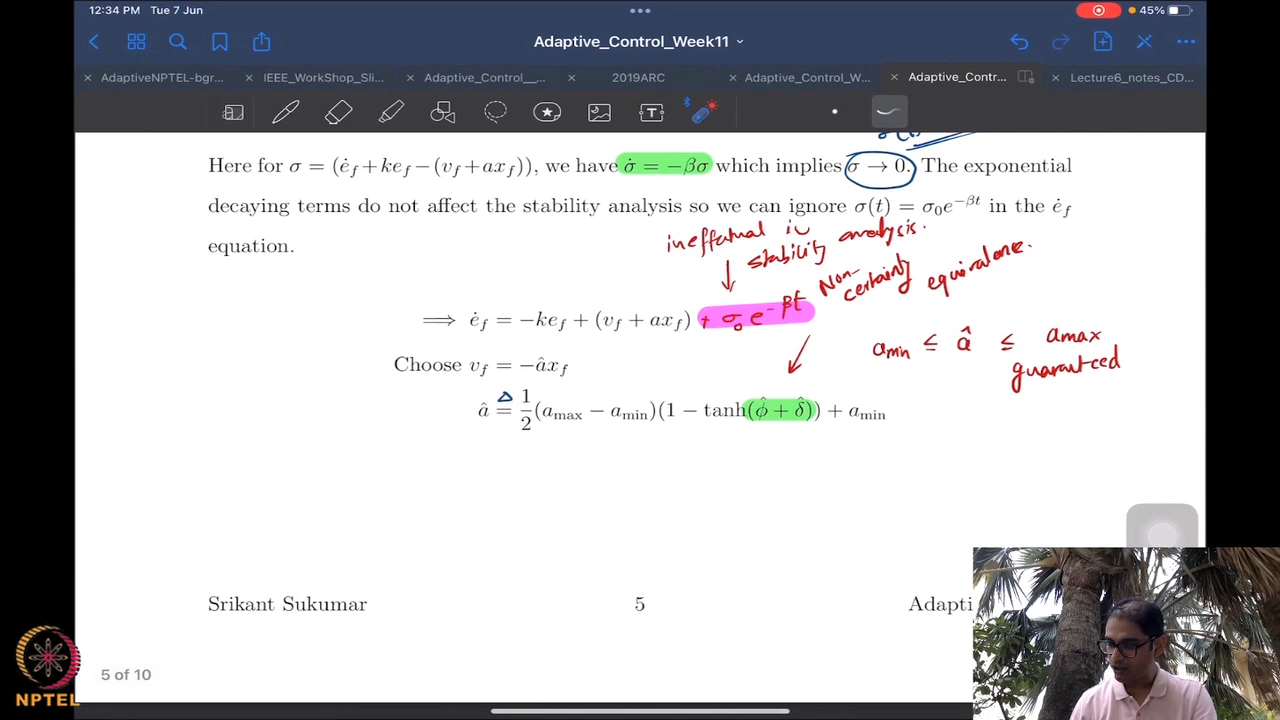 12:34 PM Tue 7 Jun
45%
Adaptive_Control_Week11
AdaptiveNPTEL-bgr...
IEEE_WorkShop_Sli...
Adaptive_Control__...
2019ARC
Adaptive_Control_W...
Adaptive_Contr...
Lecture6_notes_CD...
Here for σ = (ė_f + ke_f − (v_f + ax_f)), we have σ̇ = −βσ which implies σ → 0. The exponential
decaying terms do not affect the stability analysis so we can ignore σ(t) = σ₀e^{−βt} in the ė_f
equation.
ineffectual in
stability analysis.
Non-
certainty equivalence.
⟹ ė_f = −ke_f + (v_f + ax_f) + σ₀ e^{−βt}
a_min ≤ â ≤ a_max
guaranteed
Choose v_f = −âx_f
â ≜ 1/2(a_max − a_min)(1 − tanh(φ̂ + δ̂)) + a_min
Srikant Sukumar
5
Adapti
5 of 10
NPTEL